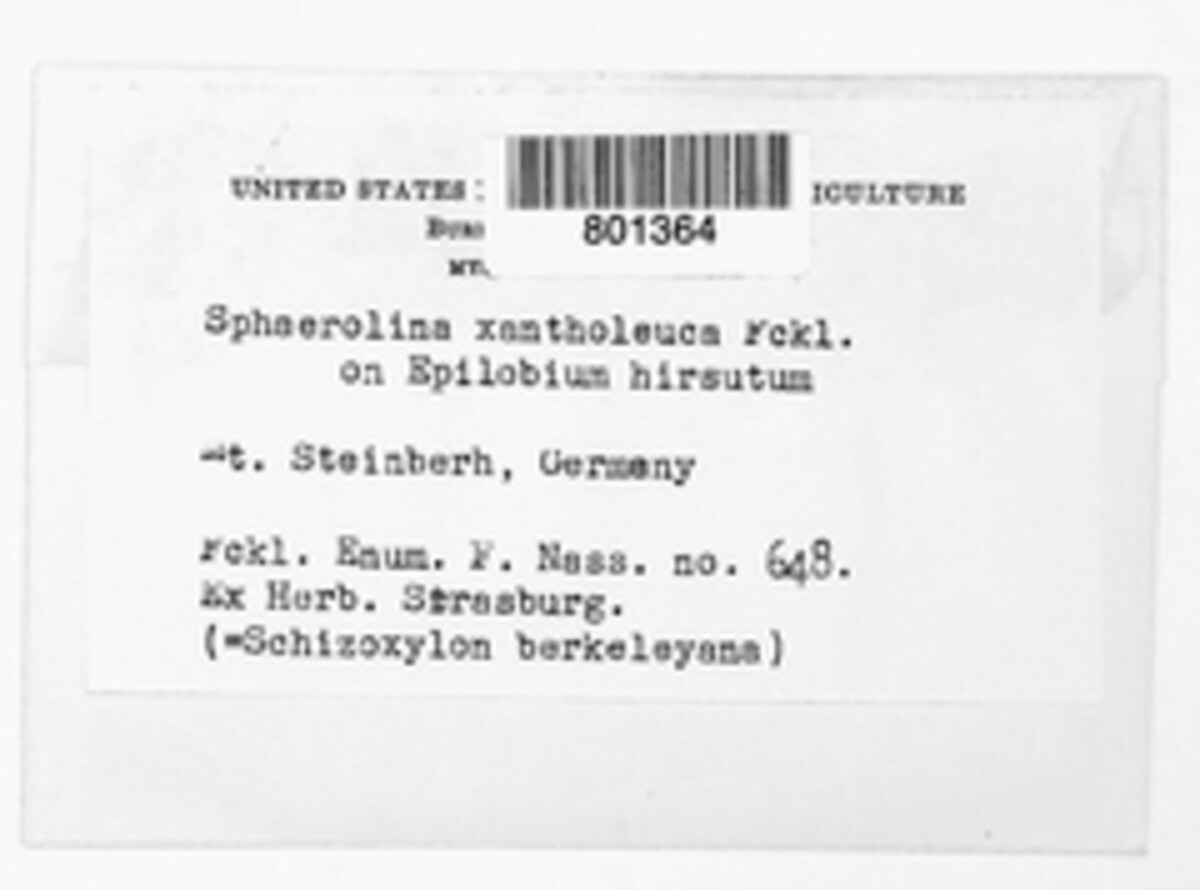 UNITED STATES ICULTURE
801364
Sphaerolina xantholeuca Fckl.
on Epilobium hirsutum
Mt. Steinberh, Germany
Fckl. Enum. F. Nass. no. 648.
Ex Herb. Strasburg.
(=Schizoxylon berkeleyana)